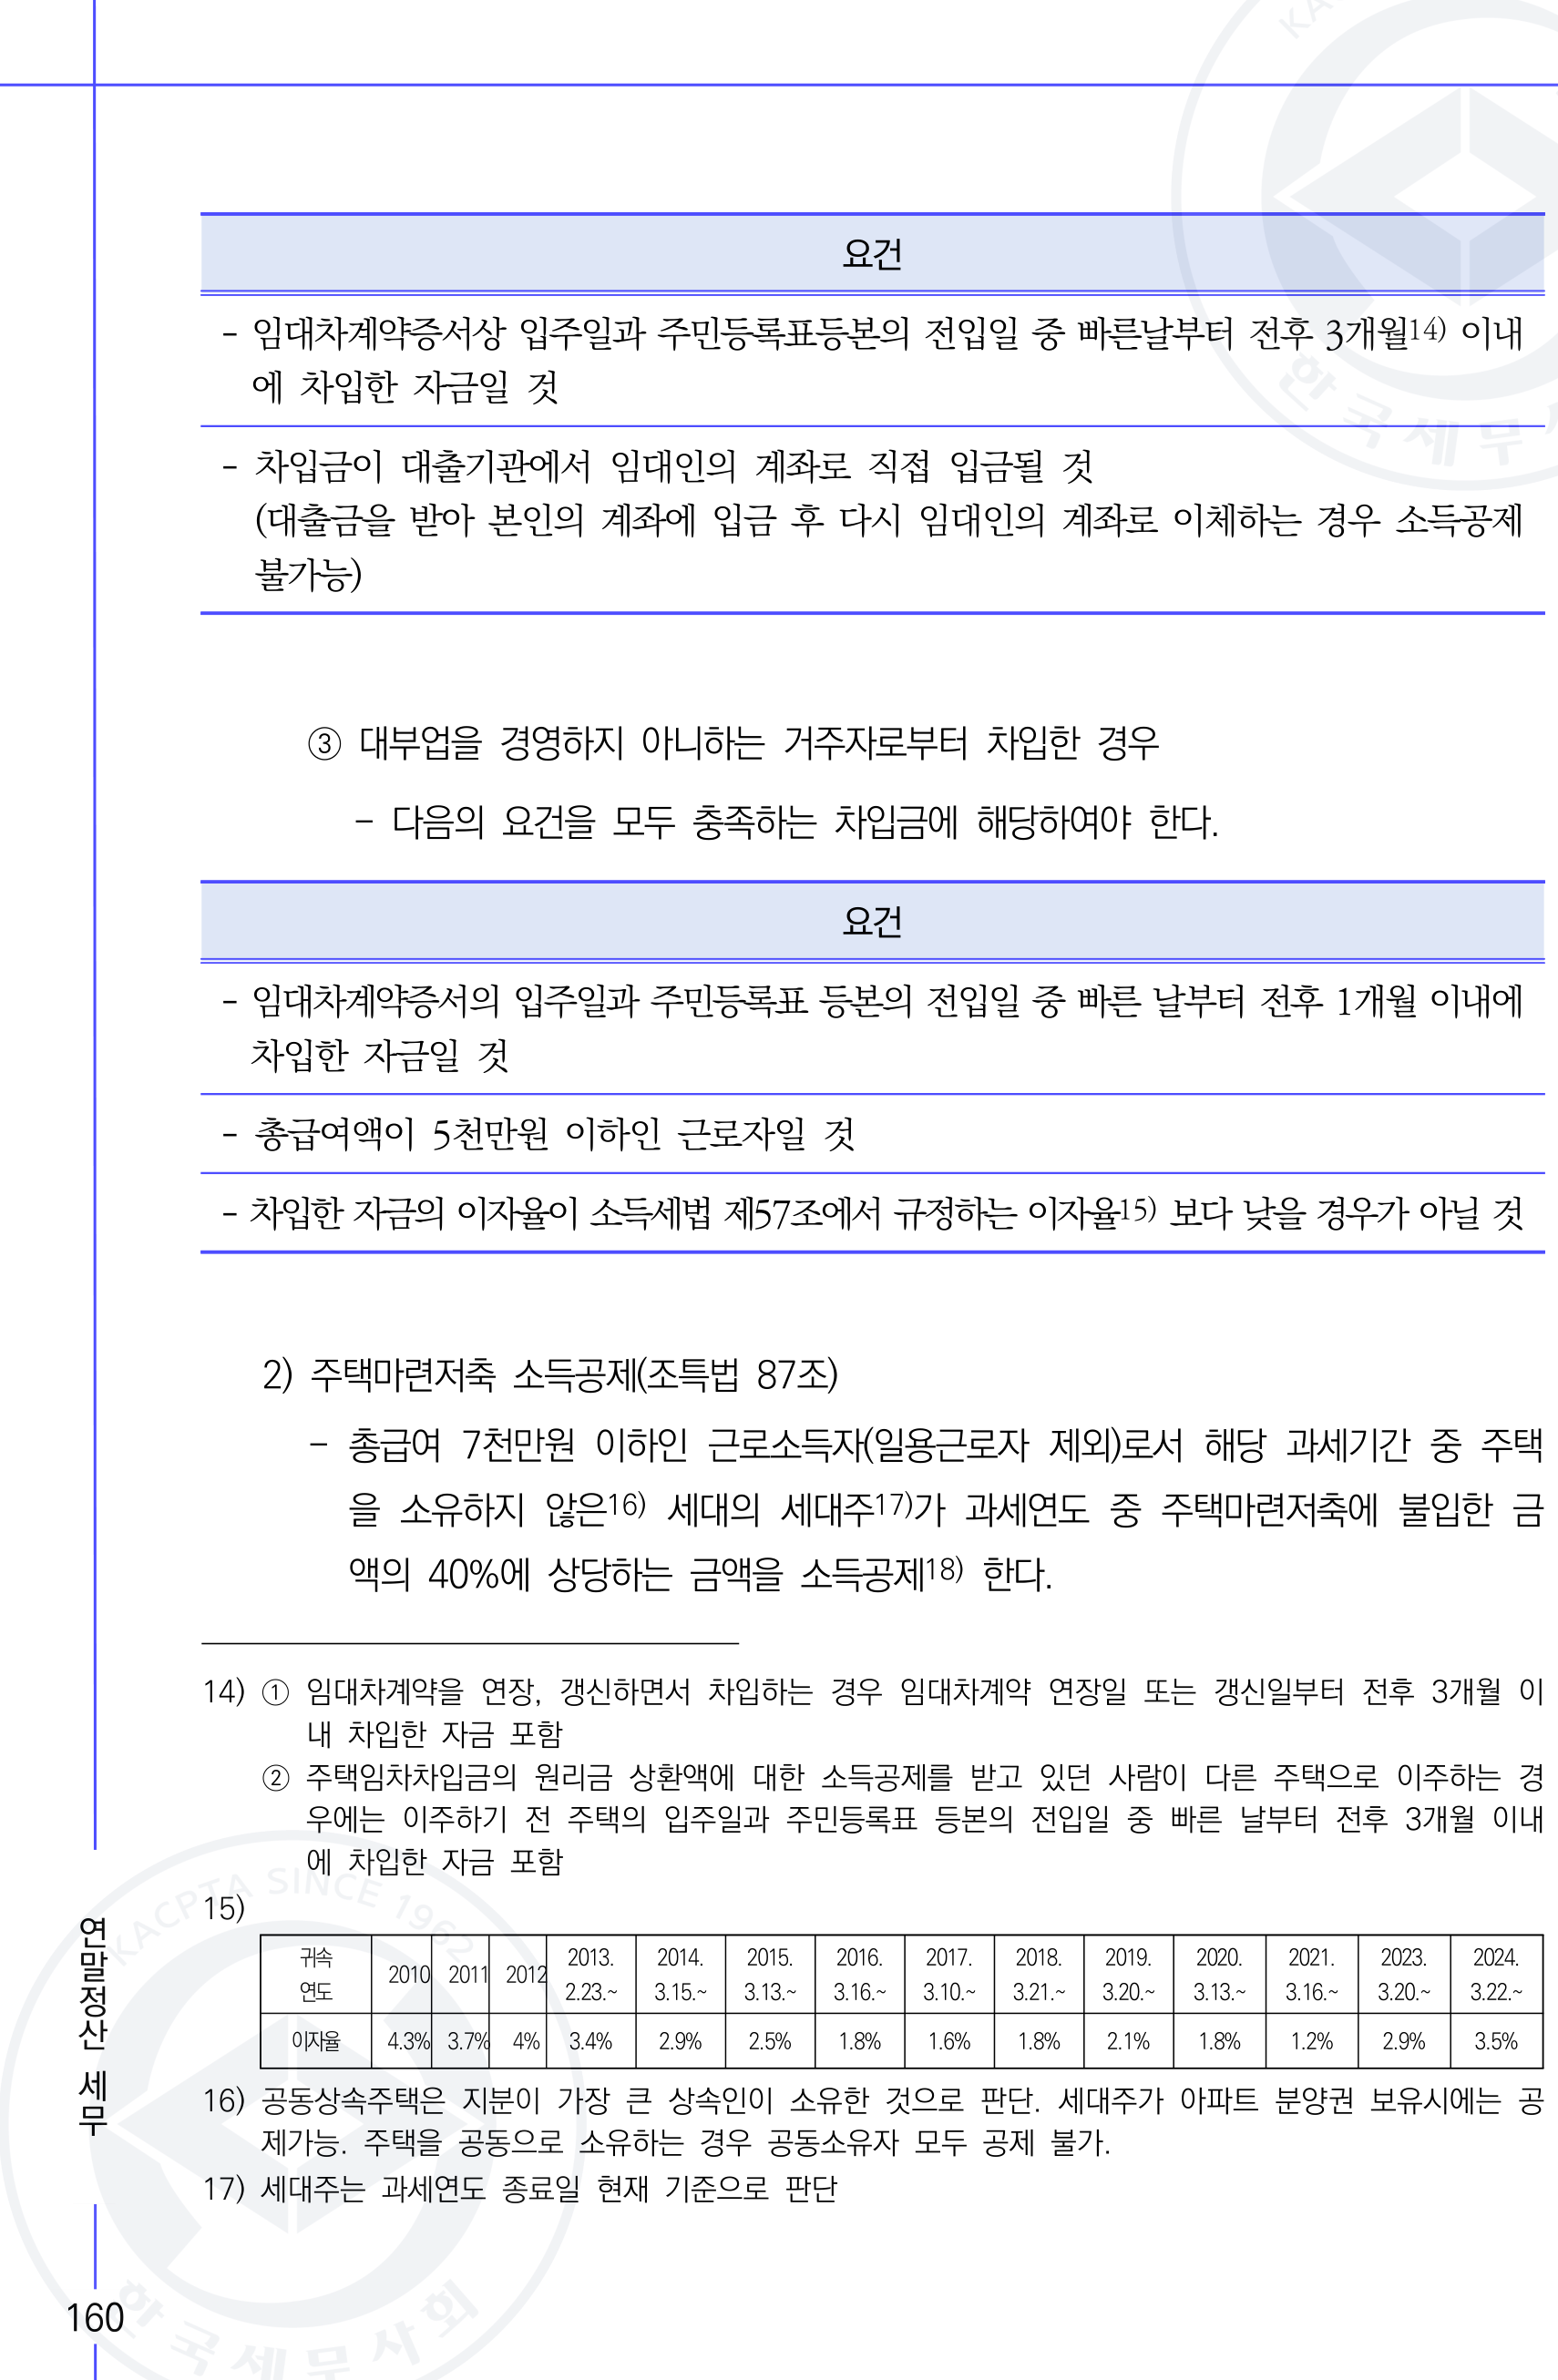 요건
- 임대차계약증서상 입주일과 주민등록표등본의 전입일 중 빠른날부터 전후 3개월14) 이내
에 차입한 자금일 것
- 차입금이 대출기관에서 임대인의 계좌로 직접 입금될 것
(대출금을 받아 본인의 계좌에 입금 후 다시 임대인의 계좌로 이체하는 경우 소득공제
불가능)
③ 대부업을 경영하지 아니하는 거주자로부터 차입한 경우
- 다음의 요건을 모두 충족하는 차입금에 해당하여야 한다.
요건
- 임대차계약증서의 입주일과 주민등록표 등본의 전입일 중 빠른 날부터 전후 1개월 이내에
차입한 자금일 것
- 총급여액이 5천만원 이하인 근로자일 것
- 차입한 자금의 이자율이 소득세법 제57조에서 규정하는 이자율15) 보다 낮을 경우가 아닐 것
2) 주택마련저축 소득공제(조특법 87조)
- 총급여 7천만원 이하인 근로소득자(일용근로자 제외)로서 해당 과세기간 중 주택
을 소유하지 않은16) 세대의 세대주17)가 과세연도 중 주택마련저축에 불입한 금
액의 40%에 상당하는 금액을 소득공제18) 한다.
14) ① 임대차계약을 연장, 갱신하면서 차입하는 경우 임대차계약 연장일 또는 갱신일부터 전후 3개월 이
내 차입한 자금 포함
② 주택임차차입금의 원리금 상환액에 대한 소득공제를 받고 있던 사람이 다른 주택으로 이주하는 경
우에는 이주하기 전 주택의 입주일과 주민등록표 등본의 전입일 중 빠른 날부터 전후 3개월 이내
에 차입한 자금 포함
15)
귀속 연도 2010 2011 2012 2013. 2.23.~ 2014. 3.15.~ 2015. 3.13.~ 2016. 3.16.~ 2017. 3.10.~ 2018. 3.21.~ 2019. 3.20.~ 2020. 3.13.~ 2021. 3.16.~ 2023. 3.20.~ 2024. 3.22.~
이자율 4.3% 3.7% 4% 3.4% 2.9% 2.5% 1.8% 1.6% 1.8% 2.1% 1.8% 1.2% 2.9% 3.5%
16) 공동상속주택은 지분이 가장 큰 상속인이 소유한 것으로 판단. 세대주가 아파트 분양권 보유시에는 공
제가능. 주택을 공동으로 소유하는 경우 공동소유자 모두 공제 불가.
17) 세대주는 과세연도 종료일 현재 기준으로 판단
연말정산 세무
160
KACPTA SINCE 1962
한국세무사회